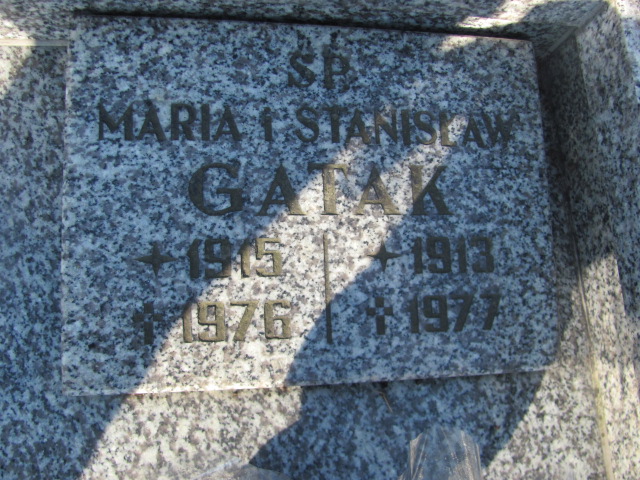 ŚP.
MARIA i STANISŁAW
GATAK
1915 1913
1976 1977